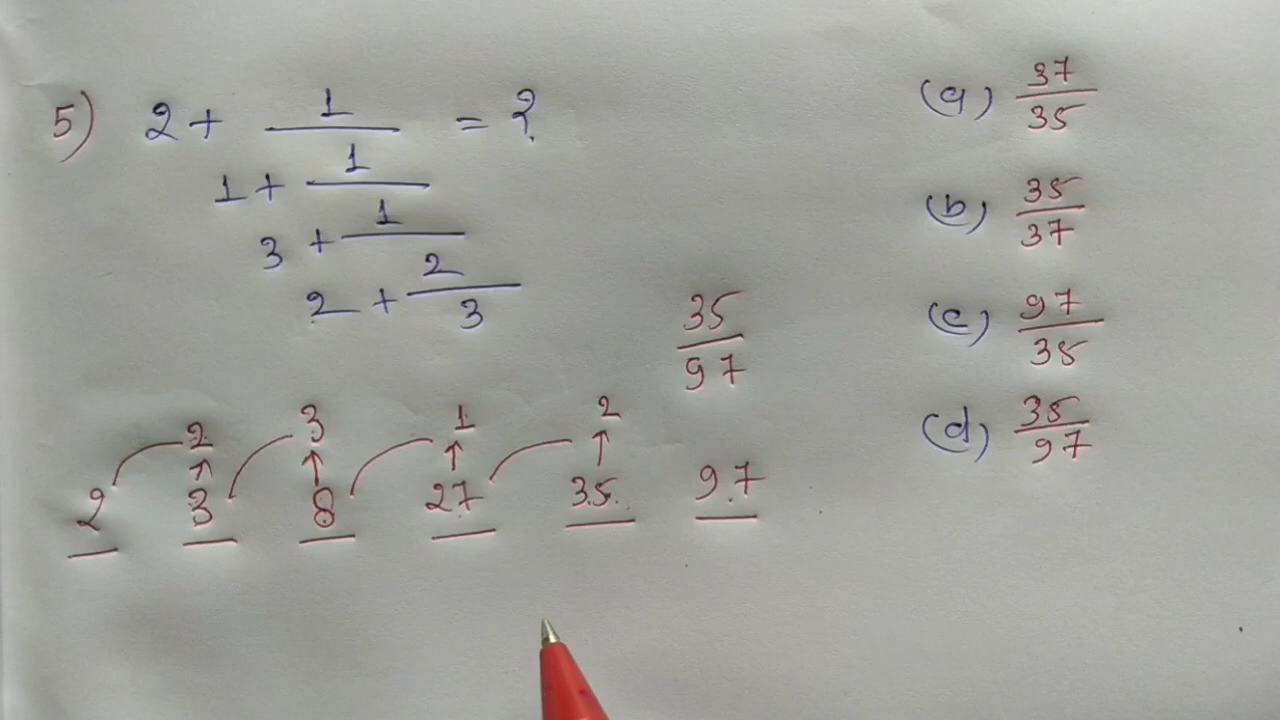 5) 2 + 1 = ?
1 + 1
3 + 1
2 + 2
3
35
97
2 3 1 2
2 3 8 27 35 97
(a) 37
35
(b) 35
37
(c) 97
35
(d) 35
97